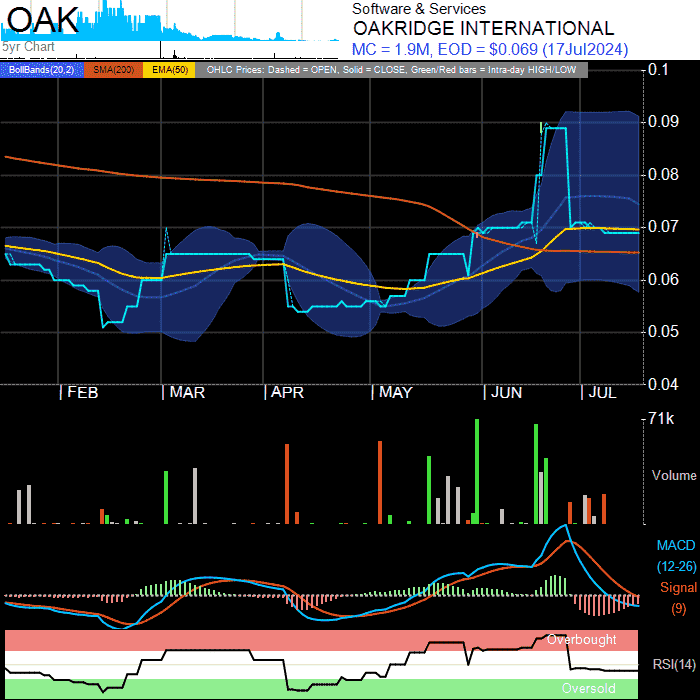 OAK
Software & Services
OAKRIDGE INTERNATIONAL
5yr Chart
MC = 1.9M, EOD = $0.069 (17Jul2024)
BollBands(20,2) SMA(200) EMA(50) OHLC Prices: Dashed = OPEN, Solid = CLOSE, Green/Red bars = Intra-day HIGH/LOW
0.1
0.09
0.08
0.07
0.06
0.05
0.04
FEB MAR APR MAY JUN JUL
71k
Volume
MACD
(12-26)
Signal
(9)
Overbought
RSI(14)
Oversold